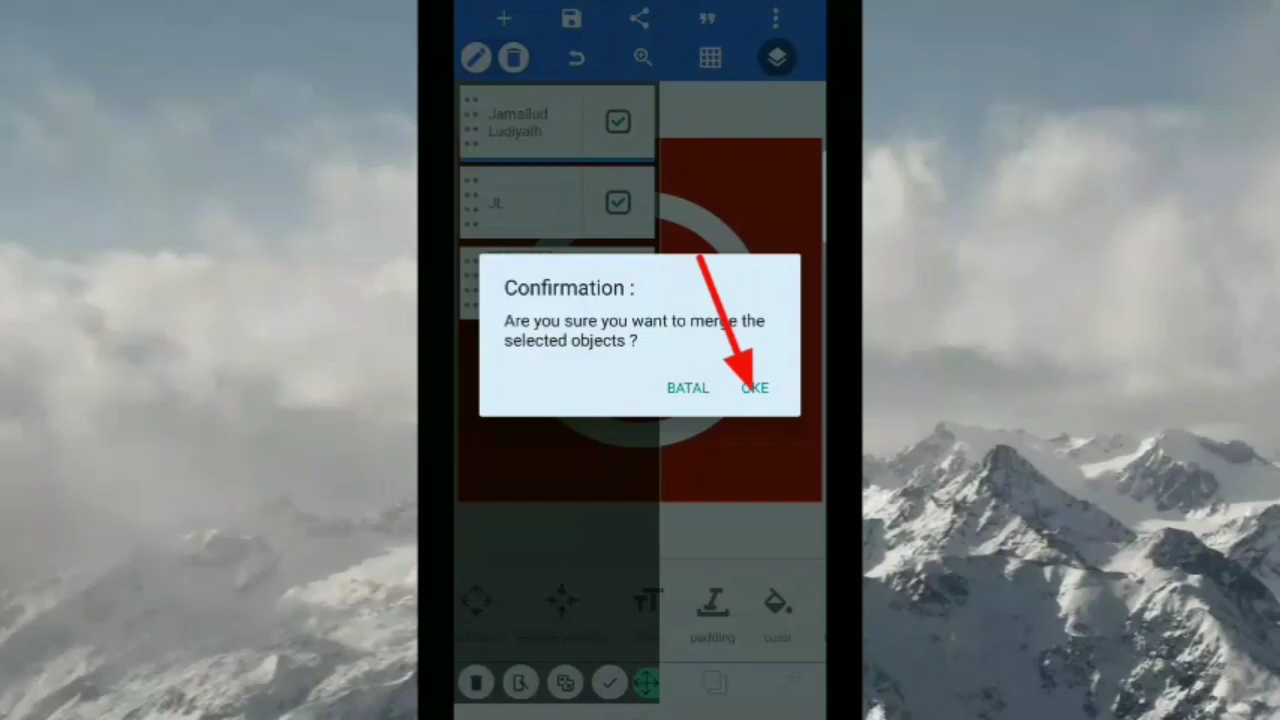 Jamallud
Ludiyath
JL
Confirmation :
Are you sure you want to merge the
selected objects ?
BATAL OKE
padding color